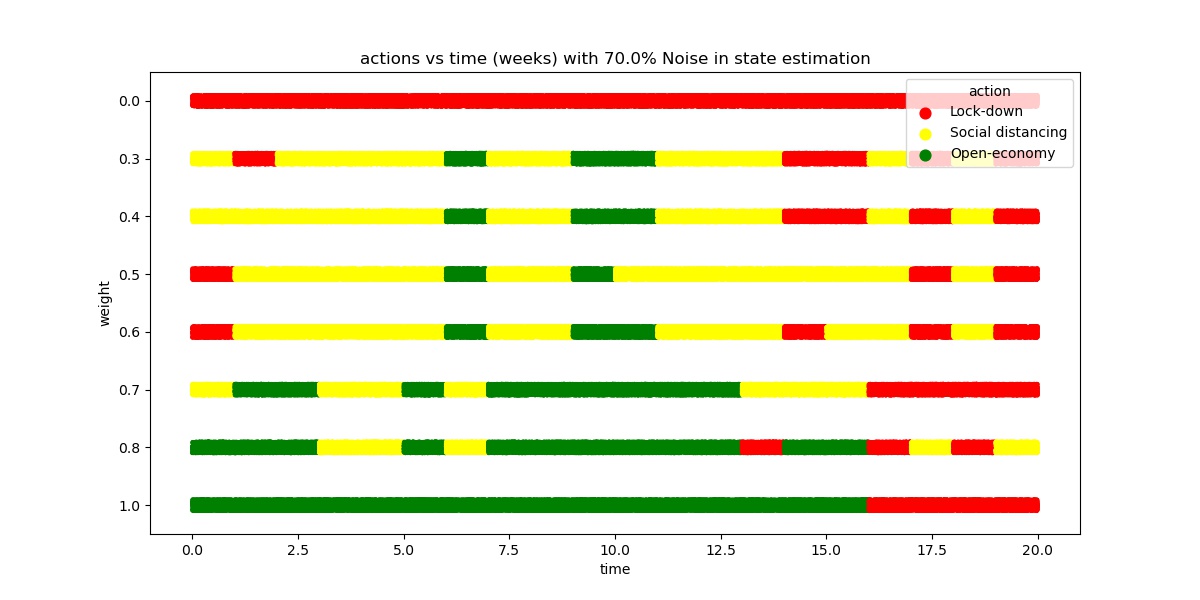 actions vs time (weeks) with 70.0% Noise in state estimation
action
Lock-down
Social distancing
Open-economy
weight
0.0
0.3
0.4
0.5
0.6
0.7
0.8
1.0
0.0 2.5 5.0 7.5 10.0 12.5 15.0 17.5 20.0
time